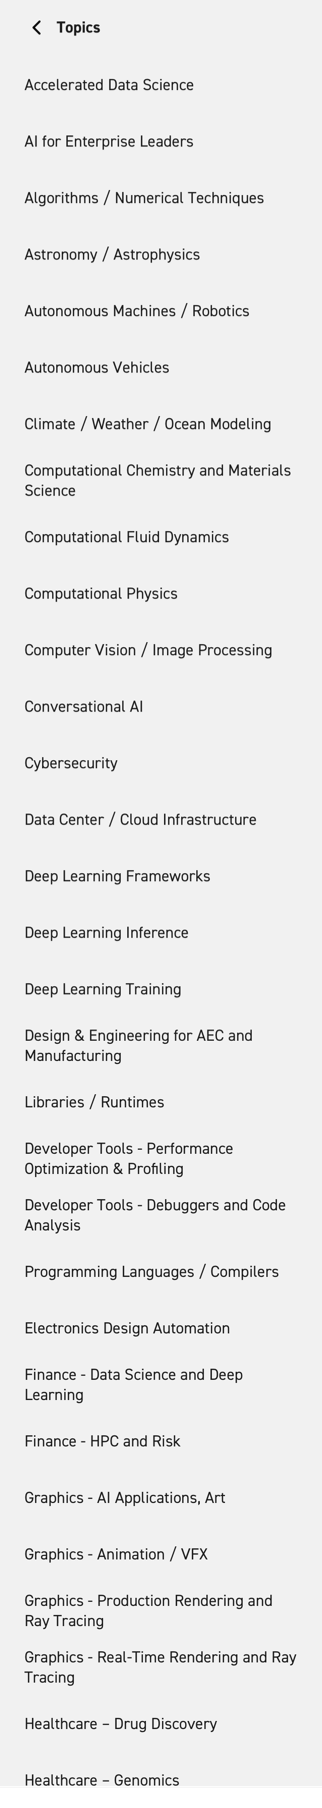 Topics
Accelerated Data Science
AI for Enterprise Leaders
Algorithms / Numerical Techniques
Astronomy / Astrophysics
Autonomous Machines / Robotics
Autonomous Vehicles
Climate / Weather / Ocean Modeling
Computational Chemistry and Materials
Science
Computational Fluid Dynamics
Computational Physics
Computer Vision / Image Processing
Conversational AI
Cybersecurity
Data Center / Cloud Infrastructure
Deep Learning Frameworks
Deep Learning Inference
Deep Learning Training
Design & Engineering for AEC and
Manufacturing
Libraries / Runtimes
Developer Tools - Performance
Optimization & Profiling
Developer Tools - Debuggers and Code
Analysis
Programming Languages / Compilers
Electronics Design Automation
Finance - Data Science and Deep
Learning
Finance - HPC and Risk
Graphics - AI Applications, Art
Graphics - Animation / VFX
Graphics - Production Rendering and
Ray Tracing
Graphics - Real-Time Rendering and Ray
Tracing
Healthcare – Drug Discovery
Healthcare – Genomics